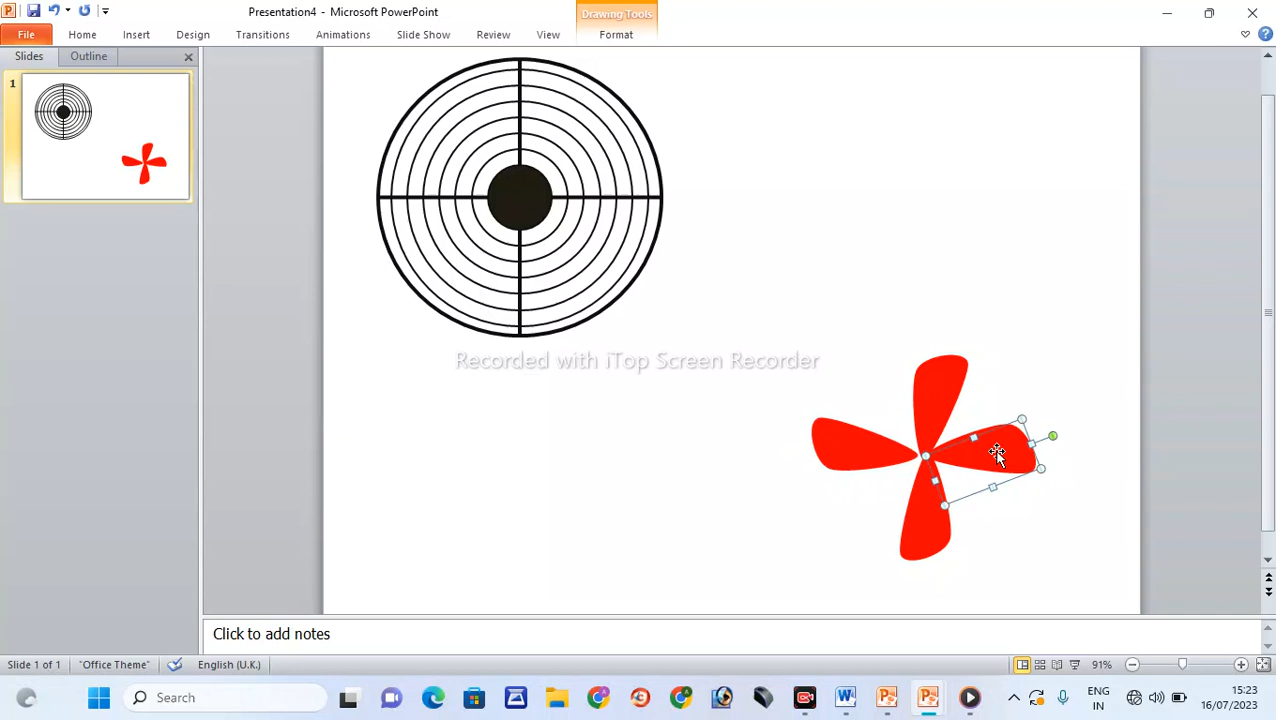 Presentation4 - Microsoft PowerPoint
Drawing Tools
File Home Insert Design Transitions Animations Slide Show Review View Format
Slides Outline
1
Recorded with iTop Screen Recorder
Click to add notes
Slide 1 of 1 "Office Theme" English (U.K.) 91%
Search
ENG
IN
18:23
16/07/2023